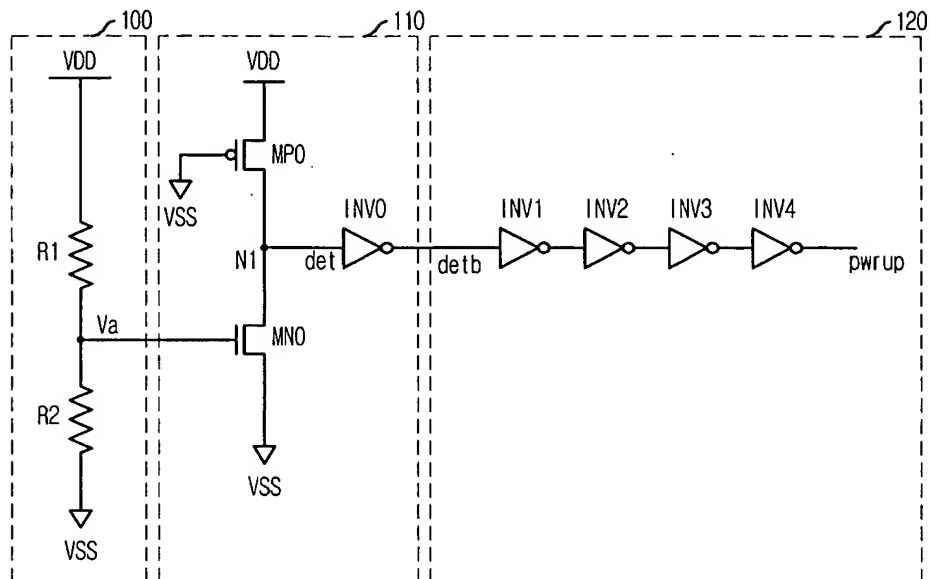 100
110
120
VDD
VDD
MP0
VSS
INV0
INV1
INV2
INV3
INV4
R1
N1
det
detb
pwrup
Va
MN0
R2
VSS
VSS